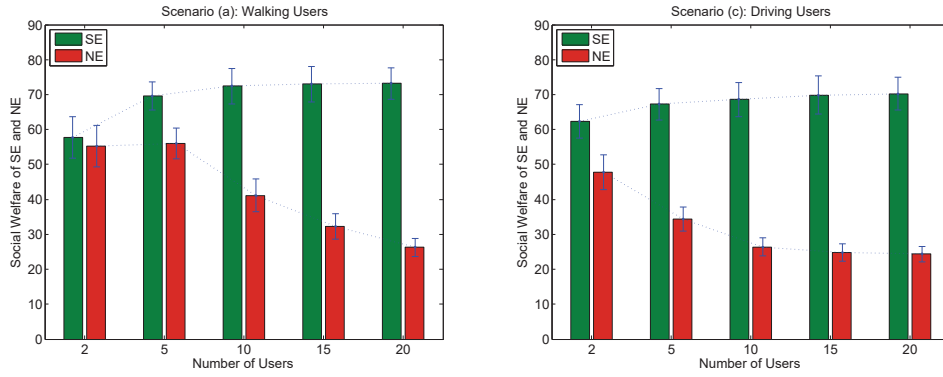 Scenario (a): Walking Users
Social Welfare of SE and NE
90
80
70
60
50
40
30
20
10
0
SE
NE
2 5 10 15 20
Number of Users
Scenario (c): Driving Users
Social Welfare of SE and NE
90
80
70
60
50
40
30
20
10
0
SE
NE
2 5 10 15 20
Number of Users